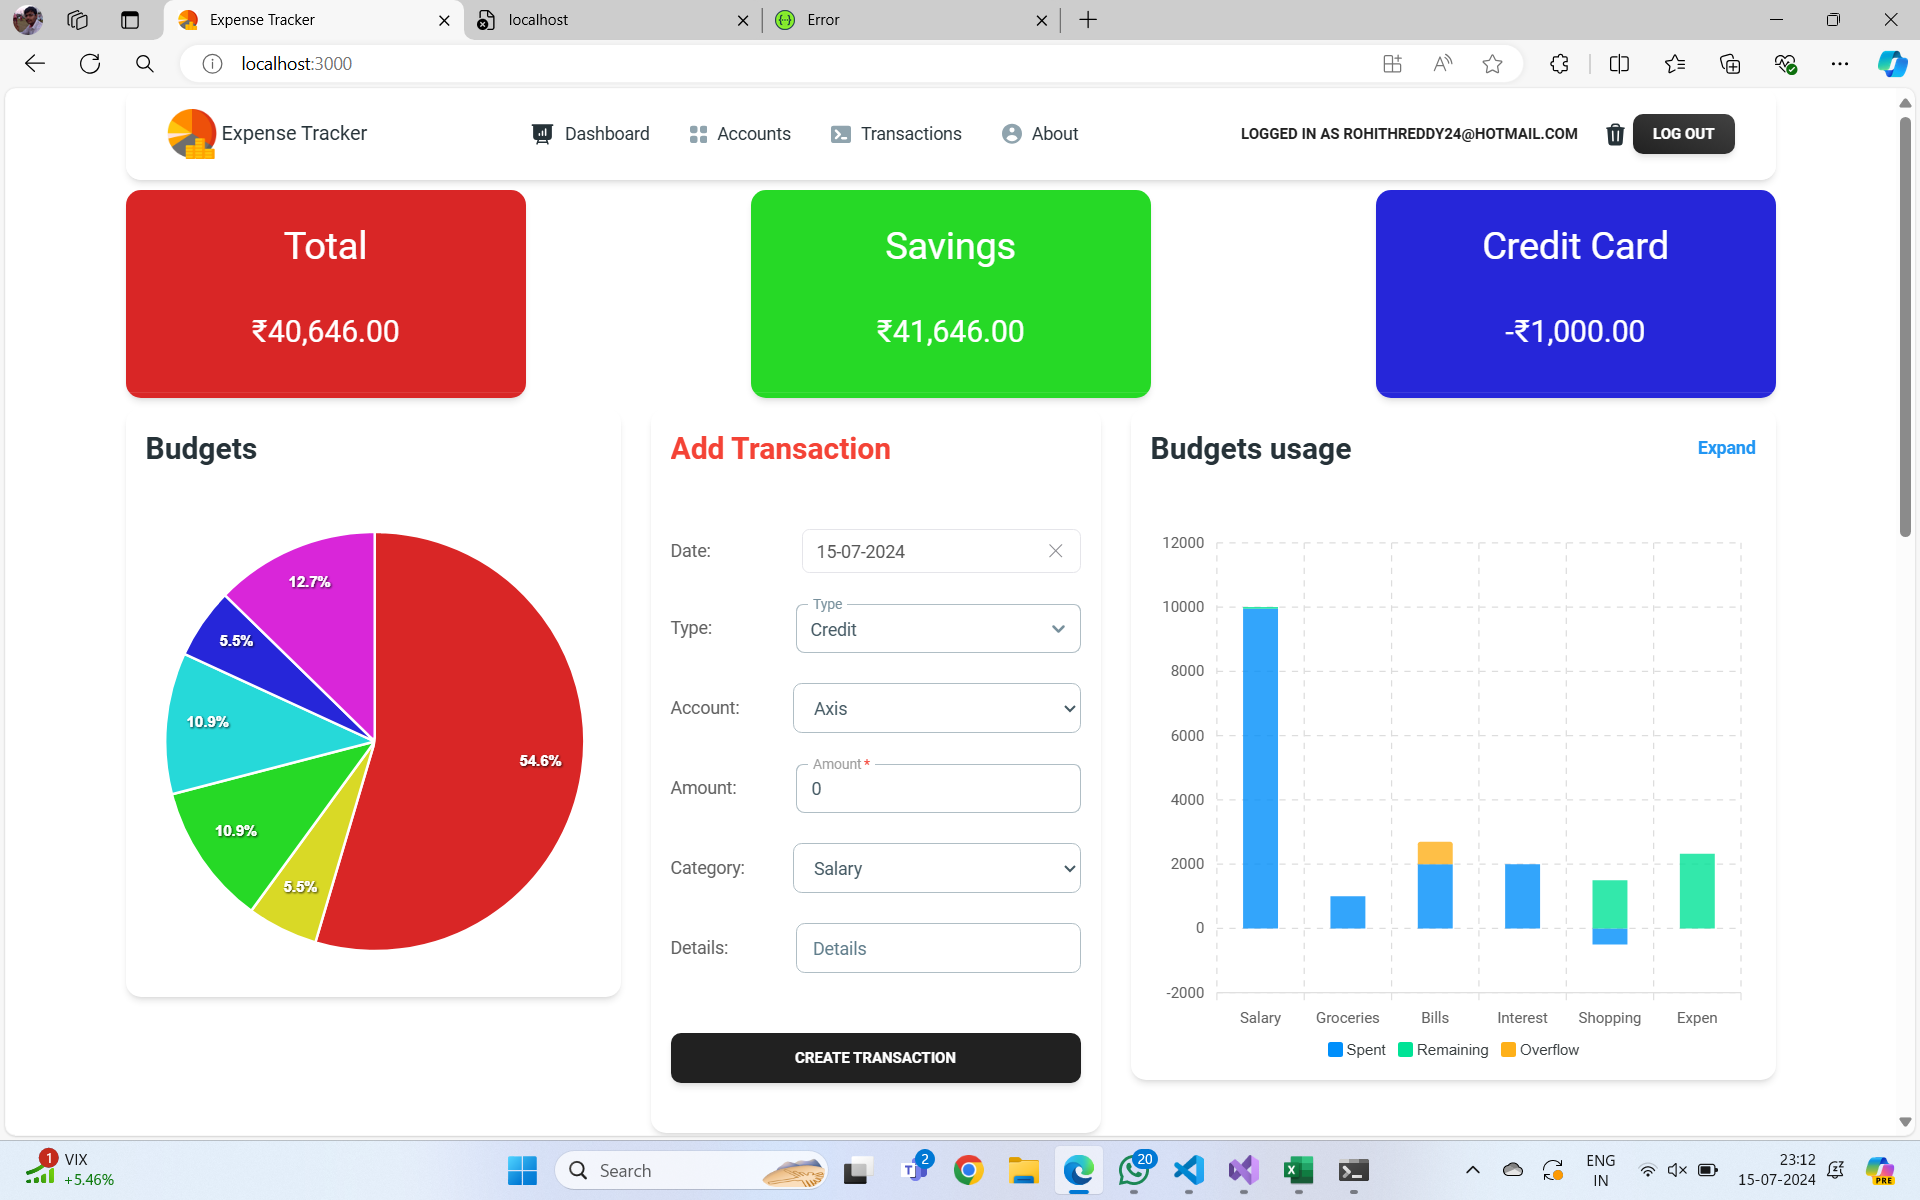 Expense Tracker
localhost
Error
localhost:3000
Expense Tracker
Dashboard
Accounts
Transactions
About
LOGGED IN AS ROHITHREDDY24@HOTMAIL.COM
LOG OUT
Total
₹40,646.00
Savings
₹41,646.00
Credit Card
-₹1,000.00
Budgets
12.7%
5.5%
10.9%
54.6%
10.9%
5.5%
Add Transaction
Date:
15-07-2024
Type:
Type
Credit
Account:
Axis
Amount:
Amount*
0
Category:
Salary
Details:
Details
CREATE TRANSACTION
Budgets usage
Expand
12000
10000
8000
6000
4000
2000
0
-2000
Salary Groceries Bills Interest Shopping Expen
Spent Remaining Overflow
1
VIX
+5.46%
Search
2
20
ENG
IN
23:12
15-07-2024
PRE